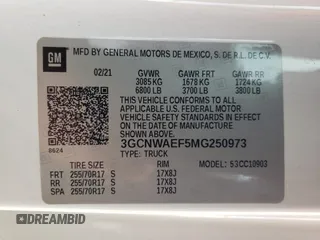 GM
MFD BY GENERAL MOTORS DE MEXICO, S. DE R.L. DE C.V.
02/21 GVWR GAWR FRT GAWR RR
3085 KG 1678 KG 1724 KG
6800 LB 3700 LB 3800 LB
THIS VEHICLE CONFORMS TO ALL APPLICABLE
U.S. FEDERAL MOTOR VEHICLE SAFETY
STANDARDS IN EFFECT ON THE DATE OF
MANUFACTURE SHOWN ABOVE.
3GCNWAEF5MG250973
0624 TYPE: TRUCK MODEL: 93CC10903
TIRE SIZE RIM
FRT 255/70R17 S 17X8J
RR 255/70R17 S 17X8J
SPA 255/70R17 S 17X8J
DREAMBID